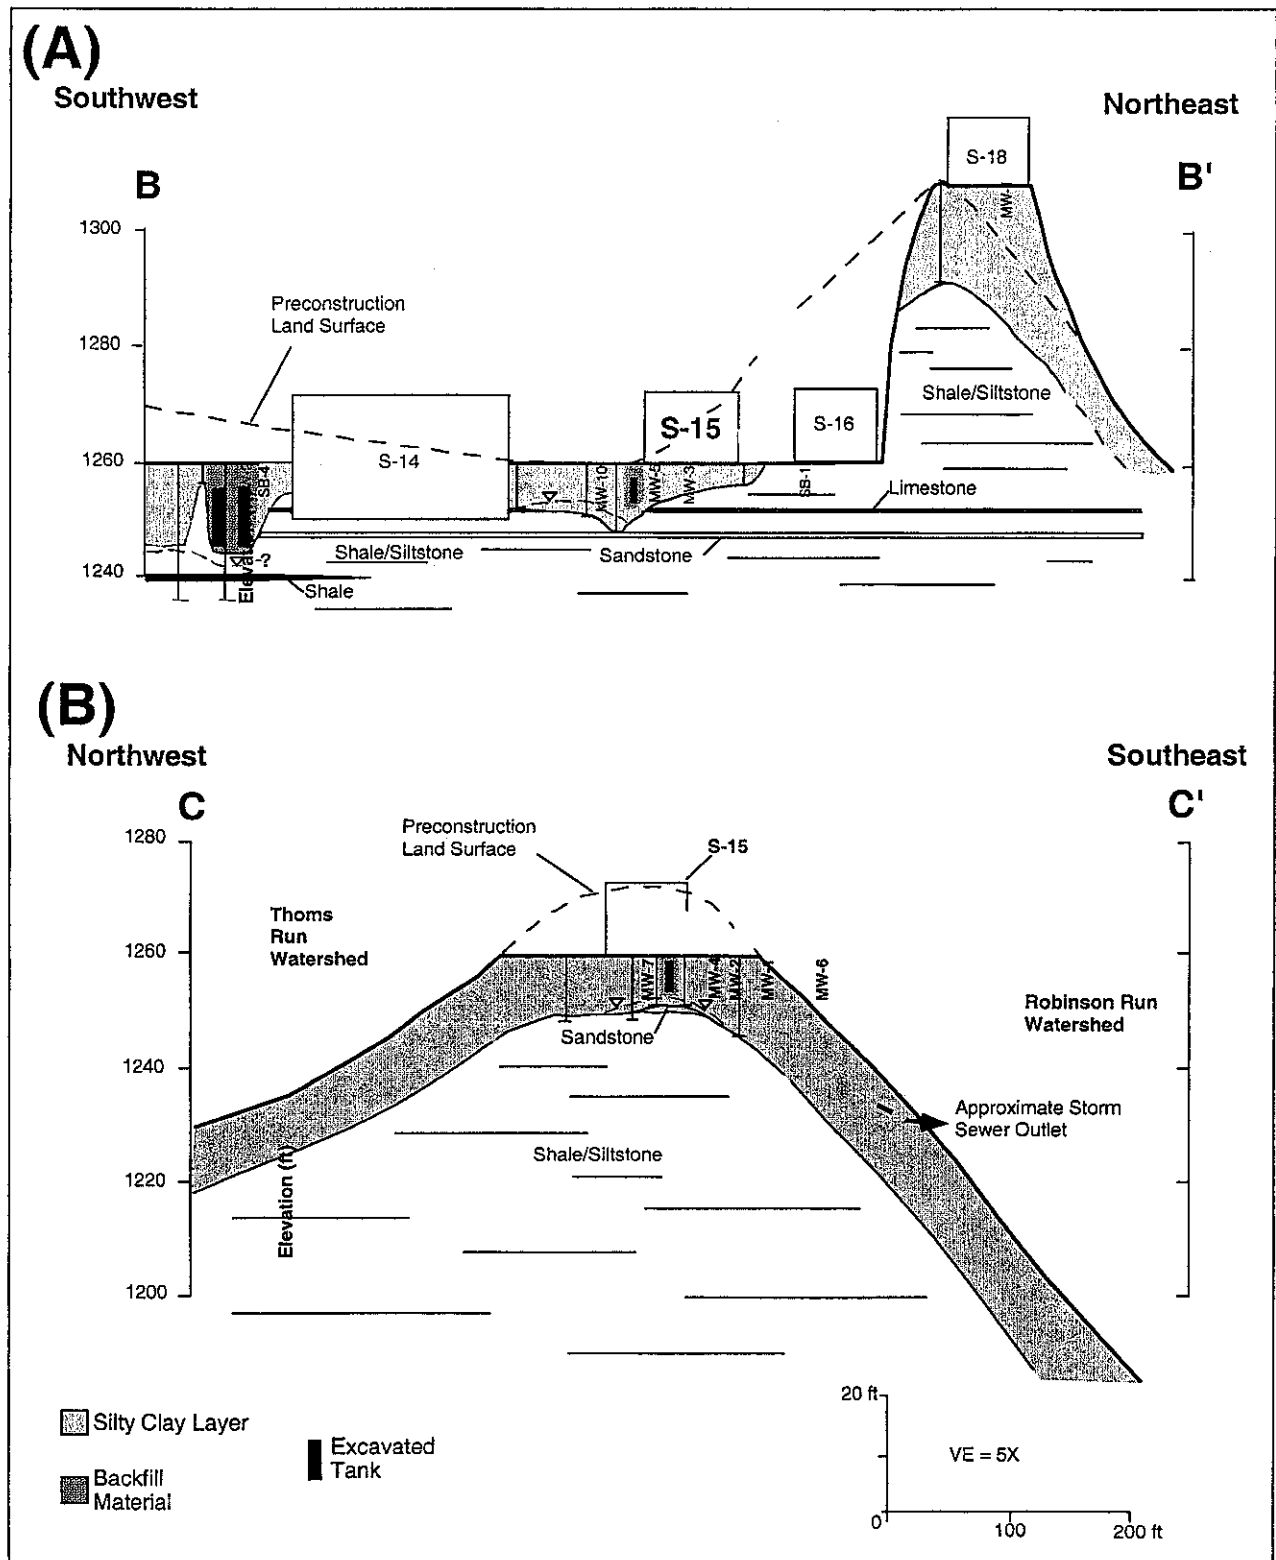 (A)
Southwest
Northeast
B
B'
S-18
MW-
1300
Preconstruction
Land Surface
1280
Shale/Siltstone
S-14
S-15
S-16
1260
SB-4
MW-10
MW-5
MW-3
SB-1
Limestone
Shale/Siltstone
Sandstone
-?
1240
Shale
(B)
Northwest
Southeast
C
C'
1280
Preconstruction
Land Surface
S-15
Thoms
Run
Watershed
1260
MW-7
MW-4
MW-2
MW-1
MW-6
Robinson Run
Watershed
Sandstone
1240
Approximate Storm
Sewer Outlet
Shale/Siltstone
1220
Elevation (ft)
1200
Silty Clay Layer
Excavated
Tank
Backfill
Material
20 ft
VE = 5X
0
100
200 ft